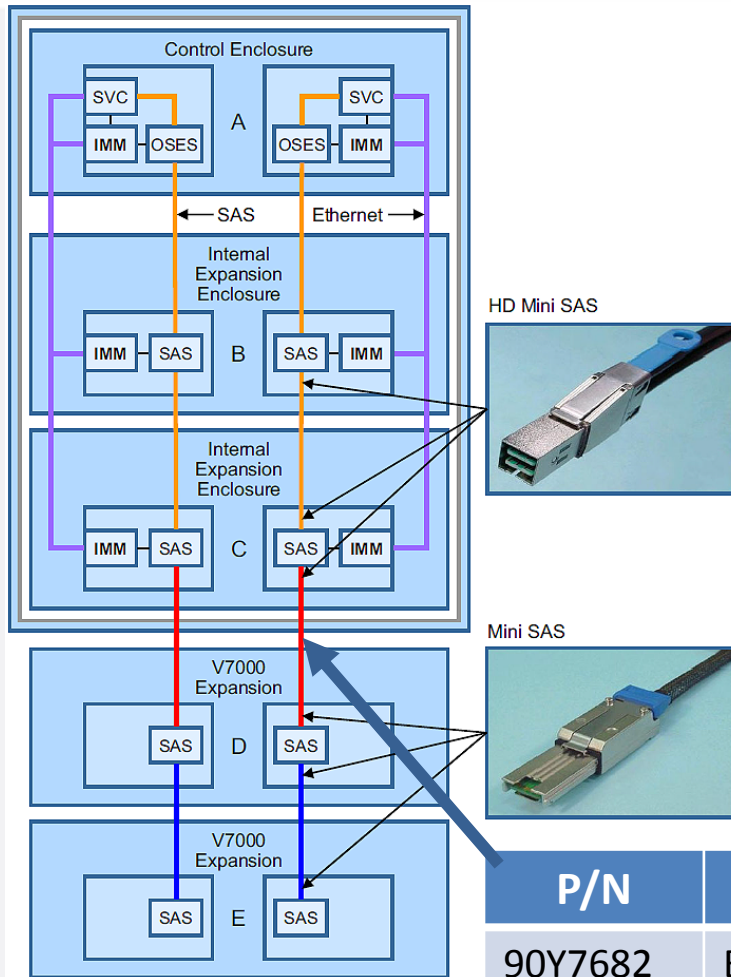 Control Enclosure
SVC
SVC
A
IMM
OSES
OSES
IMM
SAS
Ethernet
Internal
Expansion
Enclosure
HD Mini SAS
IMM
SAS
B
SAS
IMM
Internal
Expansion
Enclosure
IMM
SAS
C
SAS
IMM
Mini SAS
V7000
Expansion
SAS
D
SAS
V7000
Expansion
P/N
SAS
E
SAS
90Y7682